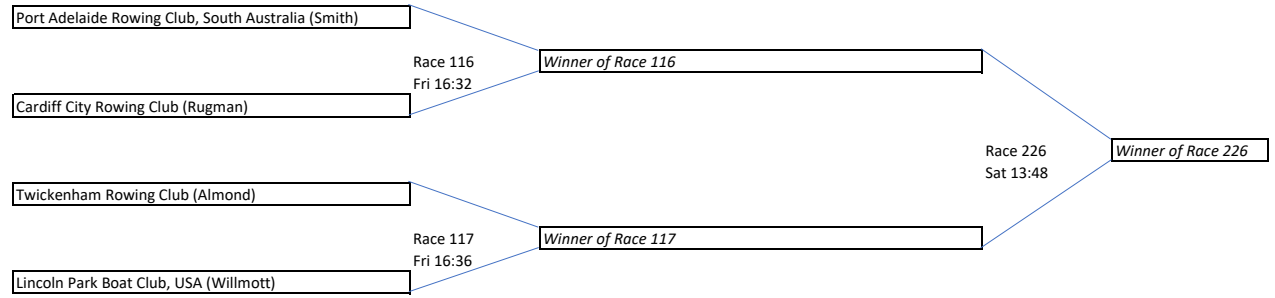 Port Adelaide Rowing Club, South Australia (Smith)
Race 116
Fri 16:32
Winner of Race 116
Cardiff City Rowing Club (Rugman)
Race 226
Sat 13:48
Winner of Race 226
Twickenham Rowing Club (Almond)
Race 117
Fri 16:36
Winner of Race 117
Lincoln Park Boat Club, USA (Willmott)